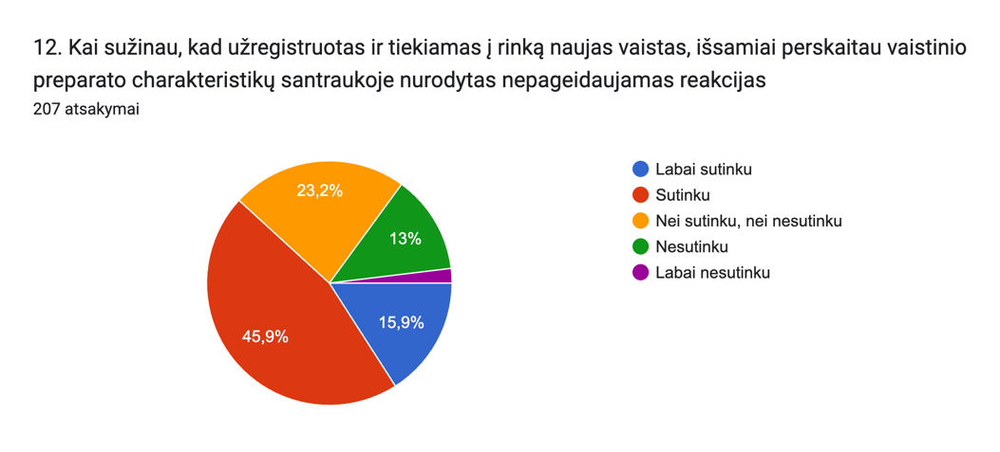 12. Kai sužinau, kad užregistruotas ir tiekiamas į rinką naujas vaistas, išsamiai perskaitau vaistinio
preparato charakteristikų santraukoje nurodytas nepageidaujamas reakcijas
207 atsakymai
23,2%
13%
15,9%
45,9%
Labai sutinku
Sutinku
Nei sutinku, nei nesutinku
Nesutinku
Labai nesutinku